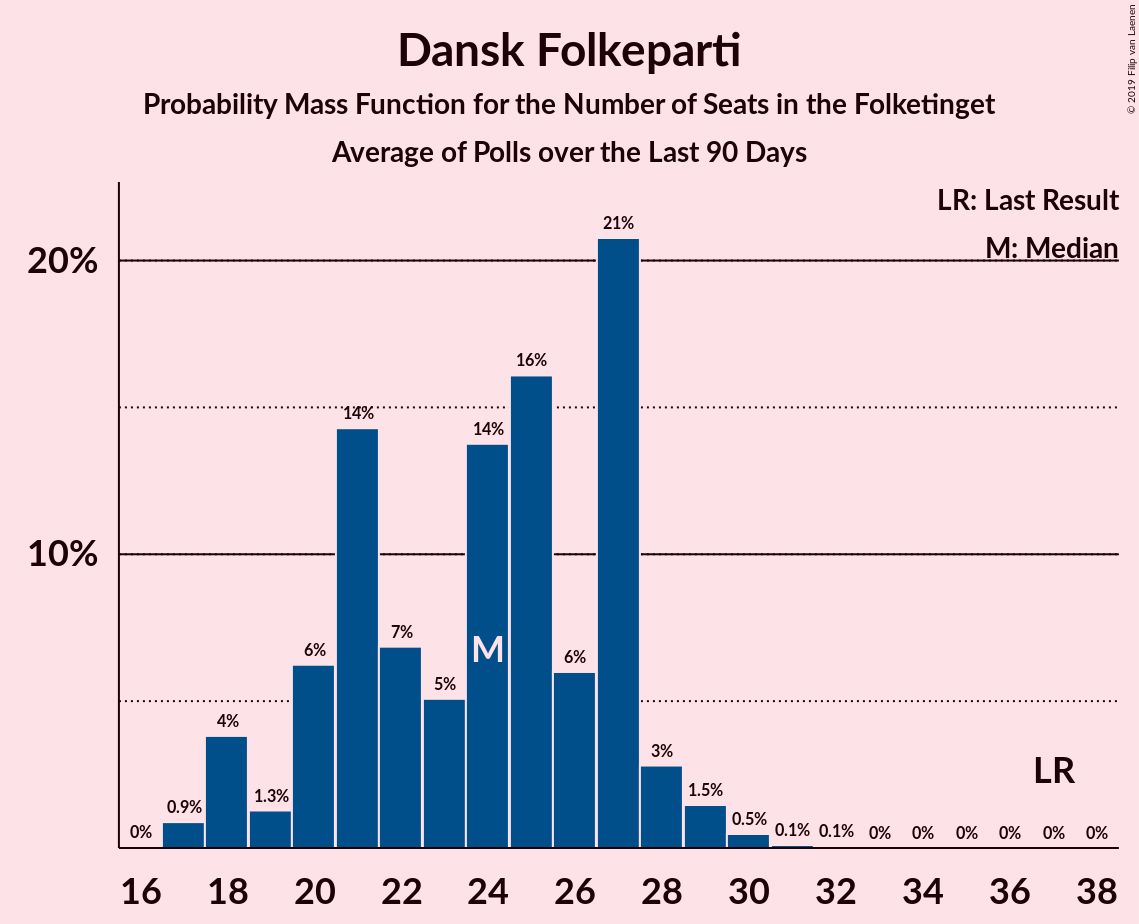 Dansk Folkeparti
Probability Mass Function for the Number of Seats in the Folketinget
Average of Polls over the Last 90 Days
© 2019 Filip van Laenen
LR: Last Result
M: Median
20%
10%
0%
0.9%
4%
1.3%
6%
14%
7%
5%
14%
16%
6%
21%
3%
1.5%
0.5%
0.1%
0.1%
0%
0%
0%
0%
0%
0%
M
LR
16 18 20 22 24 26 28 30 32 34 36 38